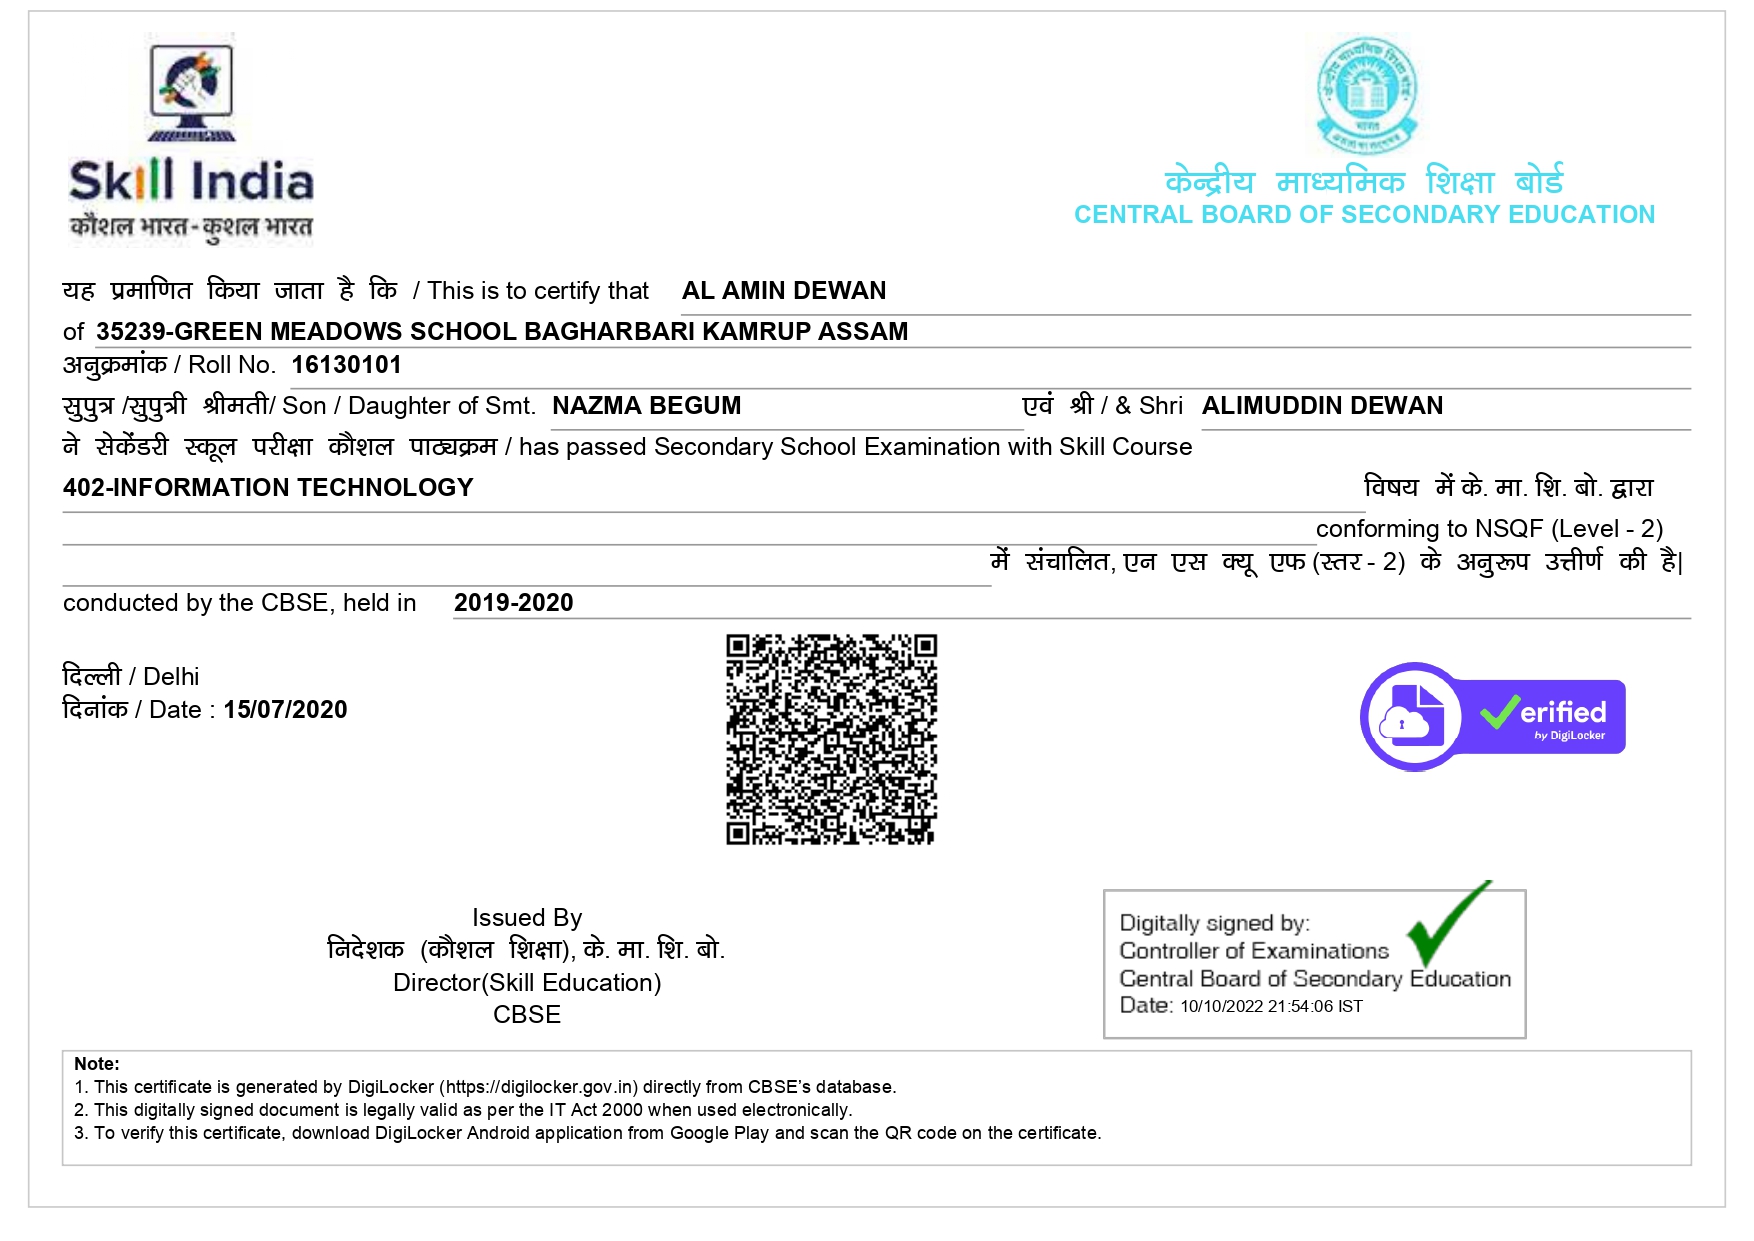 Skill India
कौशल भारत - कुशल भारत
केन्द्रीय माध्यमिक शिक्षा बोर्ड
CENTRAL BOARD OF SECONDARY EDUCATION
यह प्रमाणित किया जाता है कि / This is to certify that AL AMIN DEWAN
of 35239-GREEN MEADOWS SCHOOL BAGHARBARI KAMRUP ASSAM
अनुक्रमांक / Roll No. 16130101
सुपुत्र /सुपुत्री श्रीमती/ Son / Daughter of Smt. NAZMA BEGUM एवं श्री / & Shri ALIMUDDIN DEWAN
ने सेकेंडरी स्कूल परीक्षा कौशल पाठ्यक्रम / has passed Secondary School Examination with Skill Course
402-INFORMATION TECHNOLOGY विषय में के. मा. शि. बो. द्वारा
conforming to NSQF (Level - 2)
में संचालित, एन एस क्यू एफ (स्तर - 2) के अनुरूप उत्तीर्ण की है|
conducted by the CBSE, held in 2019-2020
दिल्ली / Delhi
दिनांक / Date : 15/07/2020
Verified
by DigiLocker
Issued By
निदेशक (कौशल शिक्षा), के. मा. शि. बो.
Director(Skill Education)
CBSE
Digitally signed by:
Controller of Examinations
Central Board of Secondary Education
Date: 10/10/2022 21:54:06 IST
Note:
1. This certificate is generated by DigiLocker (https://digilocker.gov.in) directly from CBSE’s database.
2. This digitally signed document is legally valid as per the IT Act 2000 when used electronically.
3. To verify this certificate, download DigiLocker Android application from Google Play and scan the QR code on the certificate.